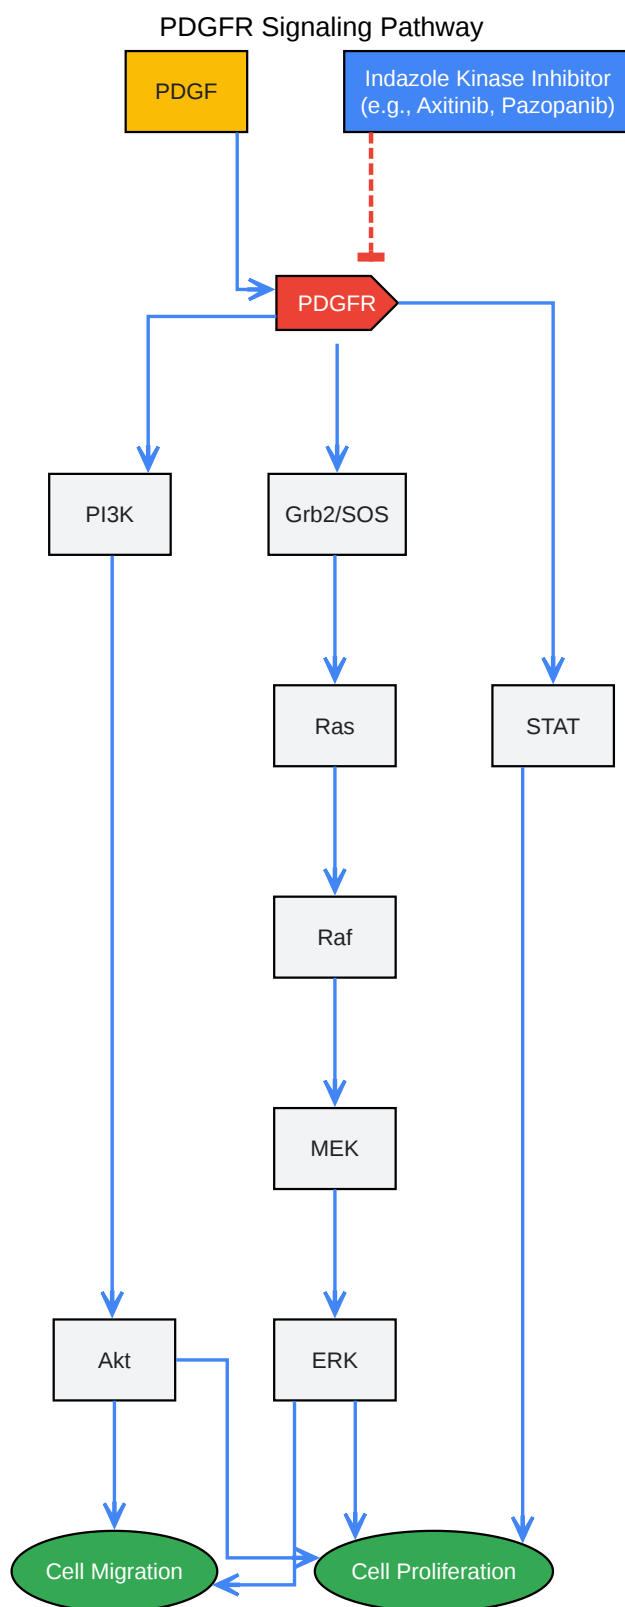 PDGFR Signaling Pathway
PDGF
Indazole Kinase Inhibitor
(e.g., Axitinib, Pazopanib)
PDGFR
PI3K
Grb2/SOS
Ras
STAT
Raf
MEK
Akt
ERK
Cell Migration
Cell Proliferation